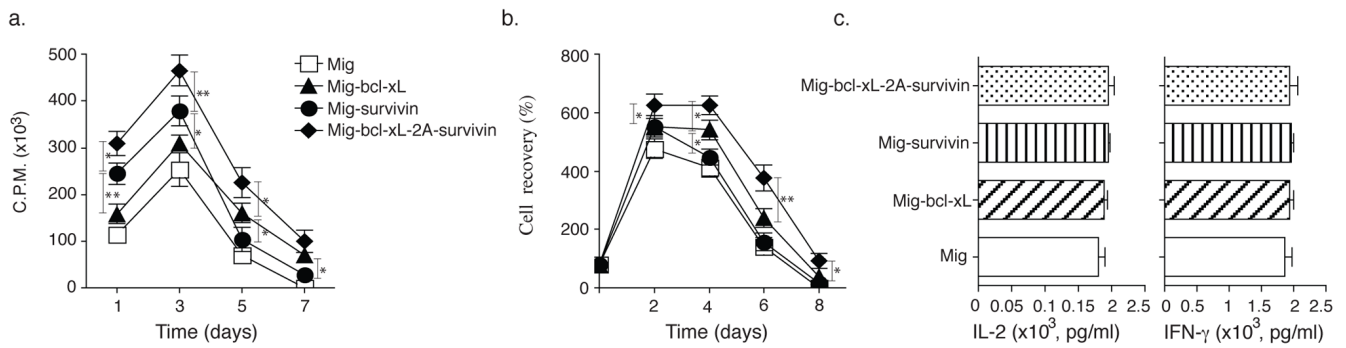 a.
b.
c.
C.P.M. (x10³)
500
400
300
200
100
0
1
3
5
7
Time (days)
*
**
**
*
*
*
*
Mig
Mig-bcl-xL
Mig-survivin
Mig-bcl-xL-2A-survivin
Cell recovery (%)
800
600
400
200
0
2
4
6
8
Time (days)
*
*
*
**
*
Mig-bcl-xL-2A-survivin
Mig-survivin
Mig-bcl-xL
Mig
0 0.05 0.1 0.15 2 2.5
IL-2 (x10³, pg/ml)
0 0.5 1 1.5 2 2.5
IFN-γ (x10³, pg/ml)